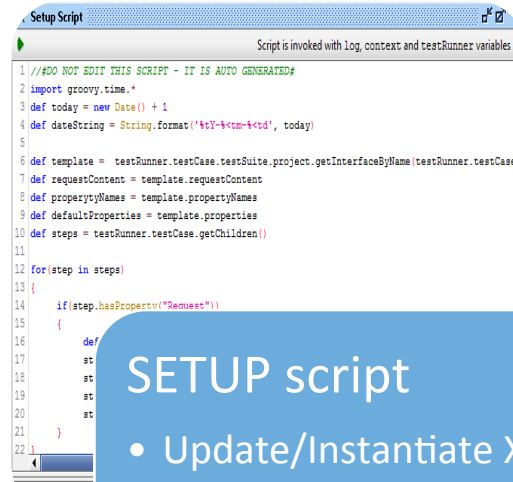 Setup Script
Script is invoked with log, context and testRunner variables
1 //#DO NOT EDIT THIS SCRIPT - IT IS AUTO GENERATED#
2 import groovy.time.*
3 def today = new Date() + 1
4 def dateString = String.format('%tY-%<tm-%<td', today)
5
6 def template = testRunner.testCase.testSuite.project.getInterfaceByName(testRunner.testCase
7 def requestContent = template.requestContent
8 def properytyNames = template.propertyNames
9 def defaultProperties = template.properties
10 def steps = testRunner.testCase.getChildren()
11
12 for(step in steps)
13 {
14 if(step.hasProperty("Request"))
15 {
16 def
17 st
18 st
19 st
20 st
21 }
22 }
SETUP script
• Update/Instantiate X